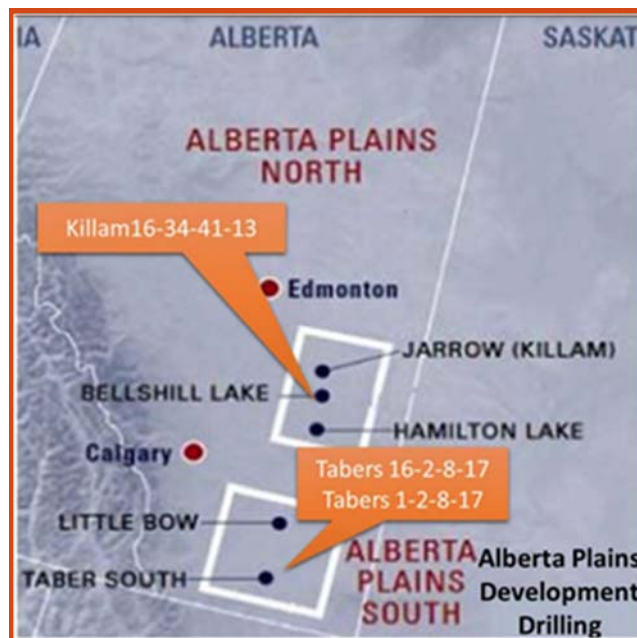 IA
ALBERTA
SASKAT
ALBERTA PLAINS
NORTH
Killam16-34-41-13
Edmonton
JARROW (KILLAM)
BELLSHILL LAKE
HAMILTON LAKE
Calgary
Tabers 16-2-8-17
Tabers 1-2-8-17
LITTLE BOW
TABER SOUTH
ALBERTA
PLAINS
SOUTH
Alberta Plains
Development
Drilling